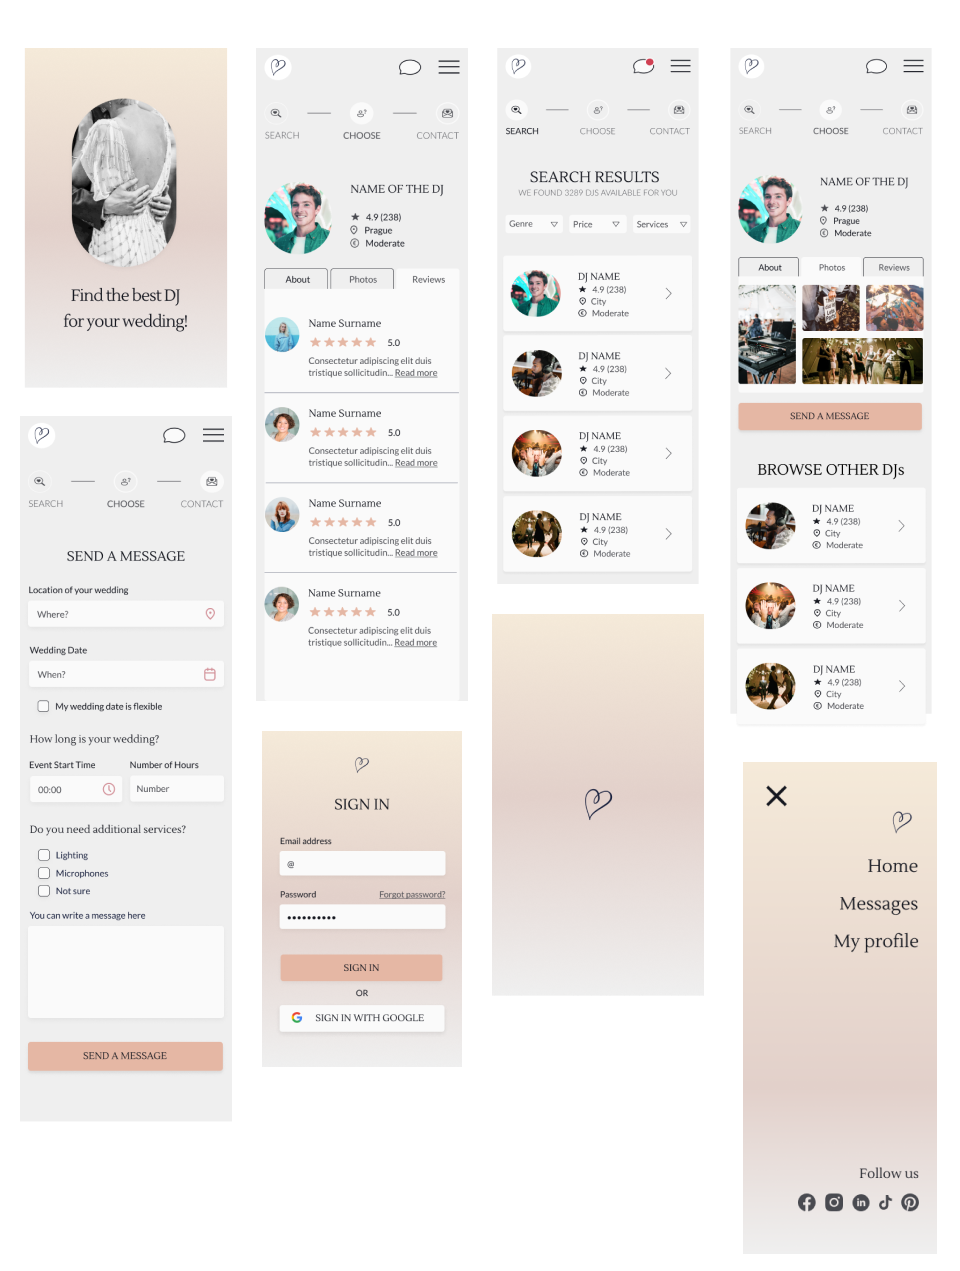 Find the best DJ
for your wedding!
SEARCH CHOOSE CONTACT
NAME OF THE DJ
4.9 (238)
Prague
Moderate
About Photos Reviews
Name Surname
5.0
Consectetur adipiscing elit duis
tristique sollicitudin... Read more
Name Surname
5.0
Consectetur adipiscing elit duis
tristique sollicitudin... Read more
Name Surname
5.0
Consectetur adipiscing elit duis
tristique sollicitudin... Read more
Name Surname
5.0
Consectetur adipiscing elit duis
tristique sollicitudin... Read more
SEARCH CHOOSE CONTACT
SEARCH RESULTS
WE FOUND 3289 DJS AVAILABLE FOR YOU
Genre Price Services
DJ NAME
4.9 (238)
City
Moderate
DJ NAME
4.9 (238)
City
Moderate
DJ NAME
4.9 (238)
City
Moderate
DJ NAME
4.9 (238)
City
Moderate
SEARCH CHOOSE CONTACT
NAME OF THE DJ
4.9 (238)
Prague
Moderate
About Photos Reviews
SEND A MESSAGE
BROWSE OTHER DJs
DJ NAME
4.9 (238)
City
Moderate
DJ NAME
4.9 (238)
City
Moderate
DJ NAME
4.9 (238)
City
Moderate
SEARCH CHOOSE CONTACT
SEND A MESSAGE
Location of your wedding
Where?
Wedding Date
When?
My wedding date is flexible
How long is your wedding?
Event Start Time Number of Hours
00:00 Number
Do you need additional services?
Lighting
Microphones
Not sure
You can write a message here
SEND A MESSAGE
SIGN IN
Email address
@
Password Forgot password?
SIGN IN
OR
SIGN IN WITH GOOGLE
Home
Messages
My profile
Follow us